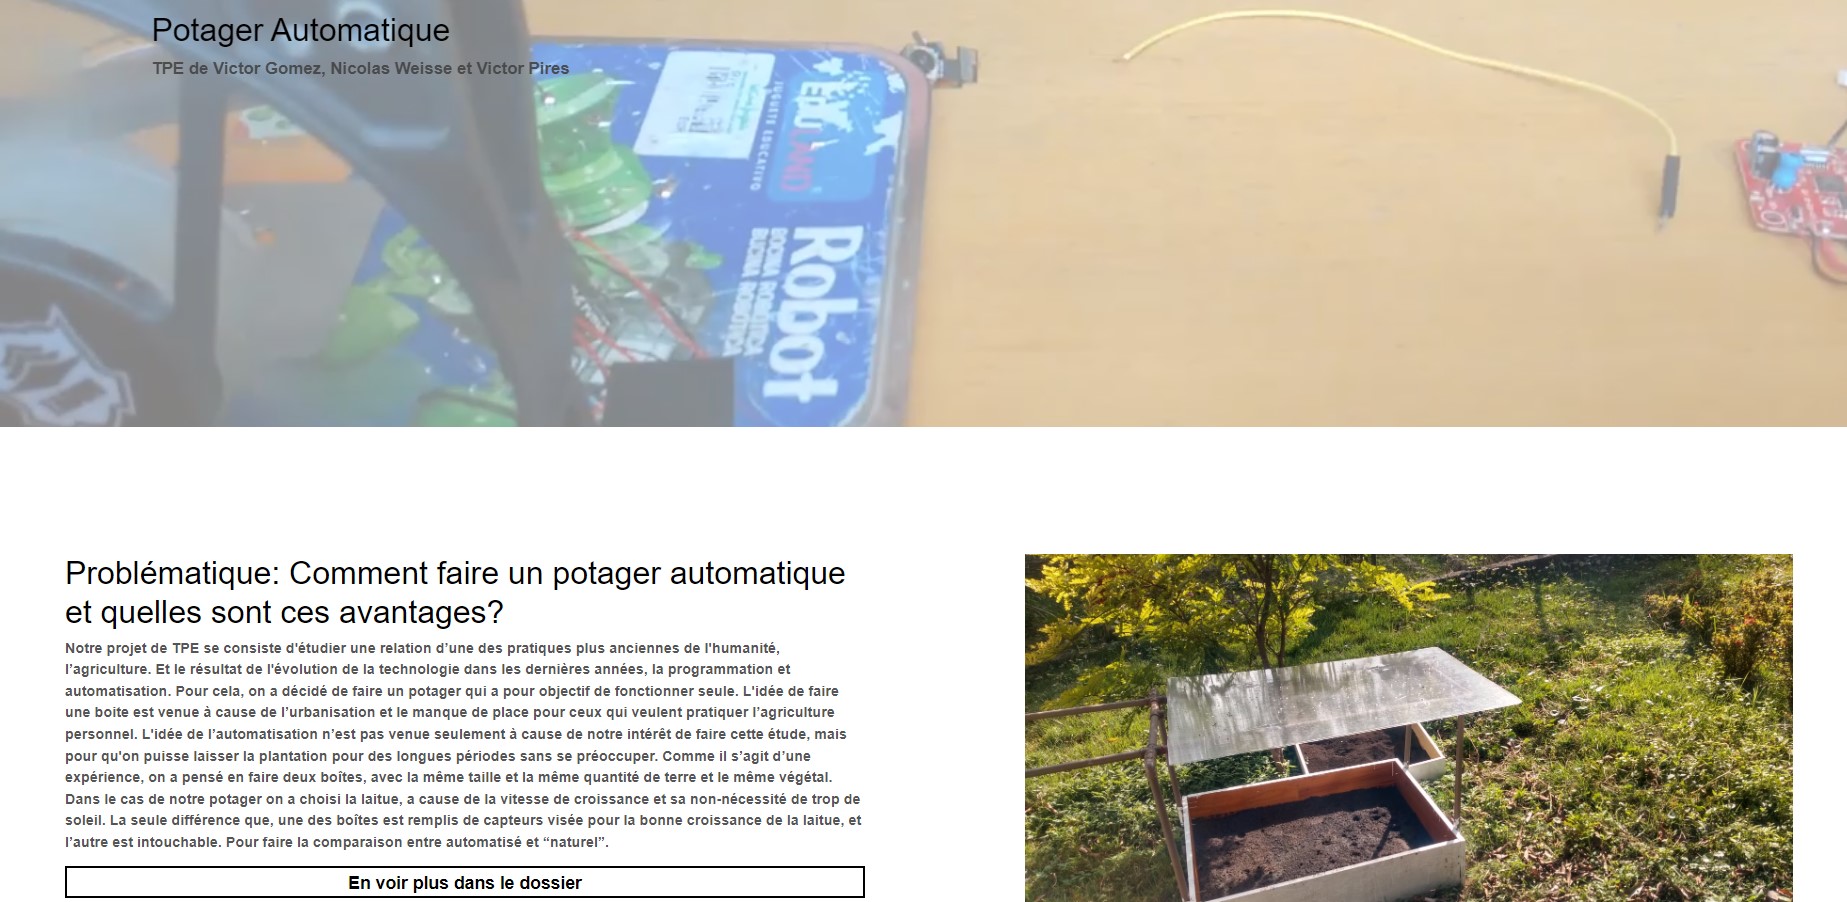 Potager Automatique
TPE de Victor Gomez, Nicolas Weisse et Victor Pires
EDULAND
JUGUETE EDUCATIVO
Robot
Problématique: Comment faire un potager automatique
et quelles sont ces avantages?
Notre projet de TPE se consiste d'étudier une relation d’une des pratiques plus anciennes de l'humanité,
l’agriculture. Et le résultat de l'évolution de la technologie dans les dernières années, la programmation et
automatisation. Pour cela, on a décidé de faire un potager qui a pour objectif de fonctionner seule. L'idée de faire
une boite est venue à cause de l’urbanisation et le manque de place pour ceux qui veulent pratiquer l’agriculture
personnel. L'idée de l’automatisation n’est pas venue seulement à cause de notre intérêt de faire cette étude, mais
pour qu'on puisse laisser la plantation pour des longues périodes sans se préoccuper. Comme il s’agit d’une
expérience, on a pensé en faire deux boîtes, avec la même taille et la même quantité de terre et le même végétal.
Dans le cas de notre potager on a choisi la laitue, a cause de la vitesse de croissance et sa non-nécessité de trop de
soleil. La seule différence que, une des boîtes est remplis de capteurs visée pour la bonne croissance de la laitue, et
l’autre est intouchable. Pour faire la comparaison entre automatisé et “naturel”.
En voir plus dans le dossier